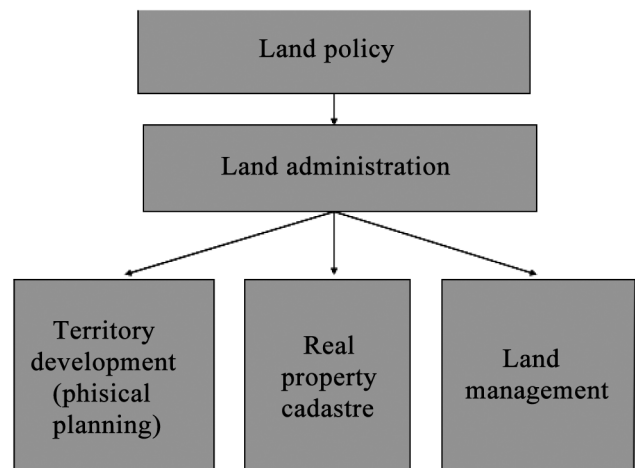 Land policy
Land administration
Territory
development
(phisical
planning)
Real
property
cadastre
Land
management